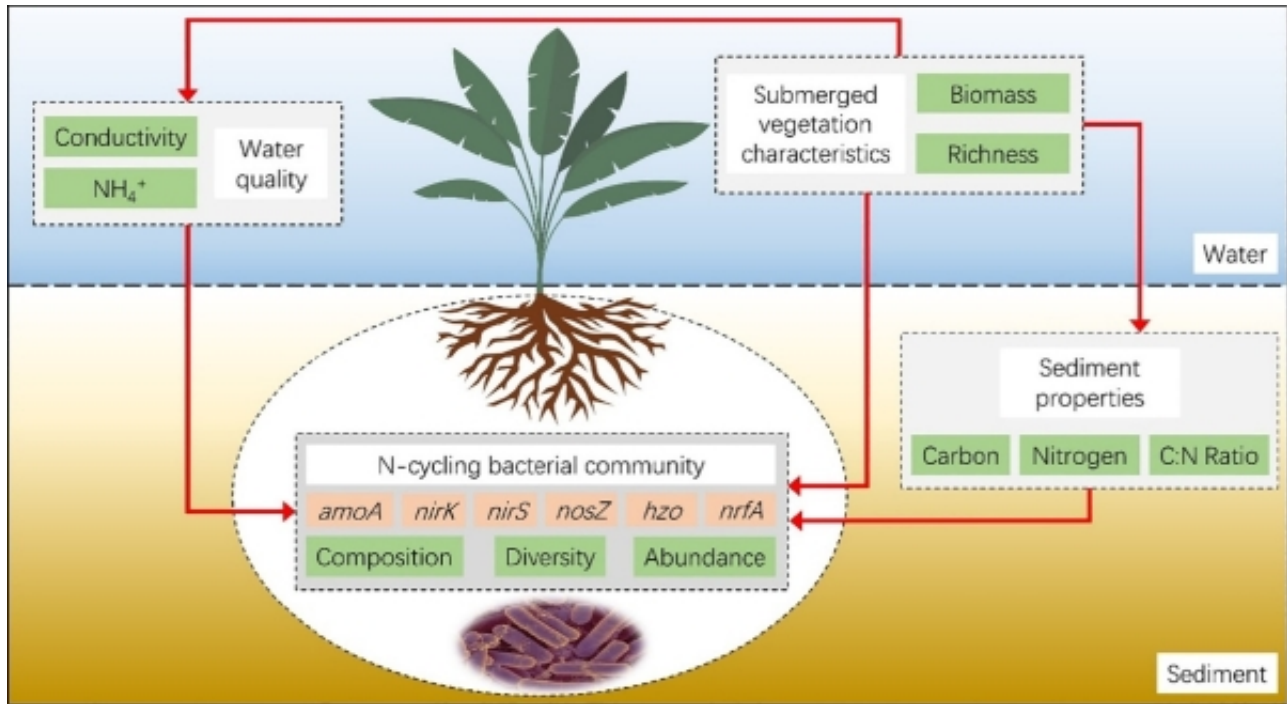 Submerged
vegetation
characteristics
Biomass
Richness
Conductivity
NH₄⁺
Water
quality
Water
Sediment
properties
Carbon Nitrogen C:N Ratio
N-cycling bacterial community
amoA nirK nirS nosZ hzo nrfA
Composition Diversity Abundance
Sediment